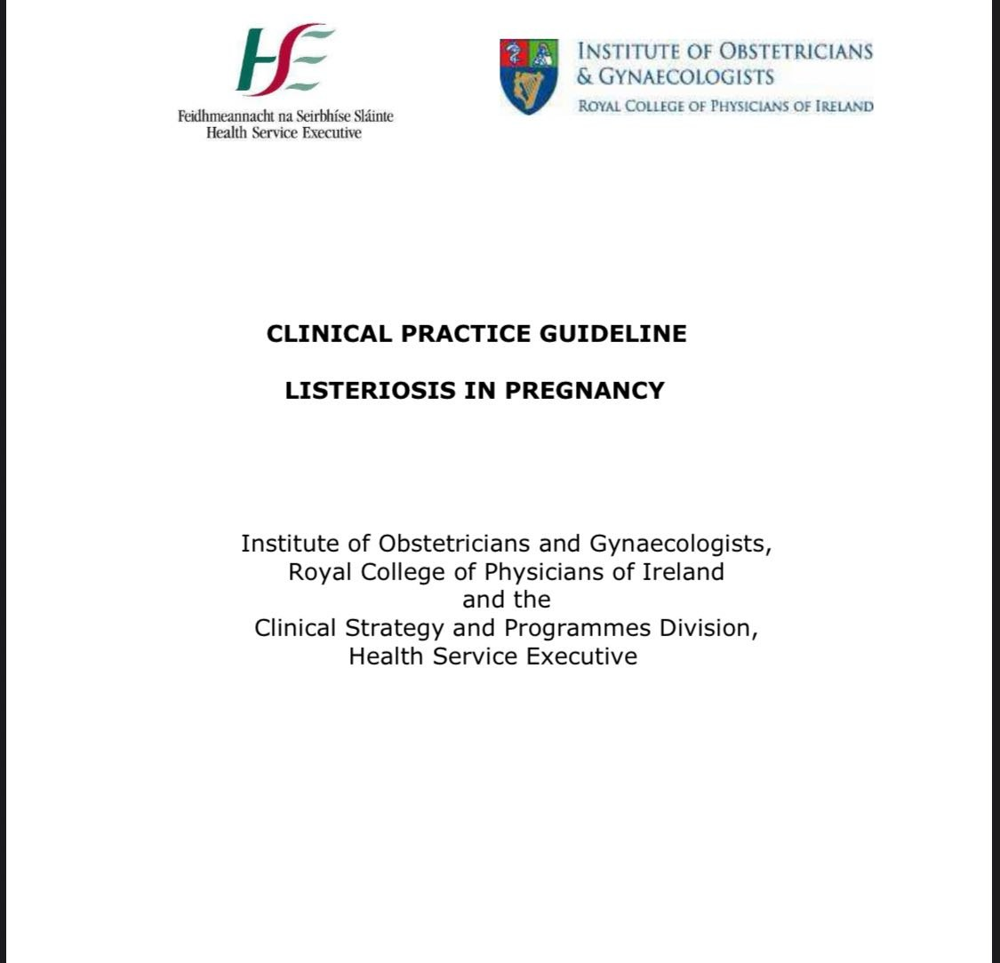 HSE
Feidhmeannacht na Seirbhíse Sláinte
Health Service Executive
INSTITUTE OF OBSTETRICIANS
& GYNAECOLOGISTS
ROYAL COLLEGE OF PHYSICIANS OF IRELAND
CLINICAL PRACTICE GUIDELINE
LISTERIOSIS IN PREGNANCY
Institute of Obstetricians and Gynaecologists,
Royal College of Physicians of Ireland
and the
Clinical Strategy and Programmes Division,
Health Service Executive